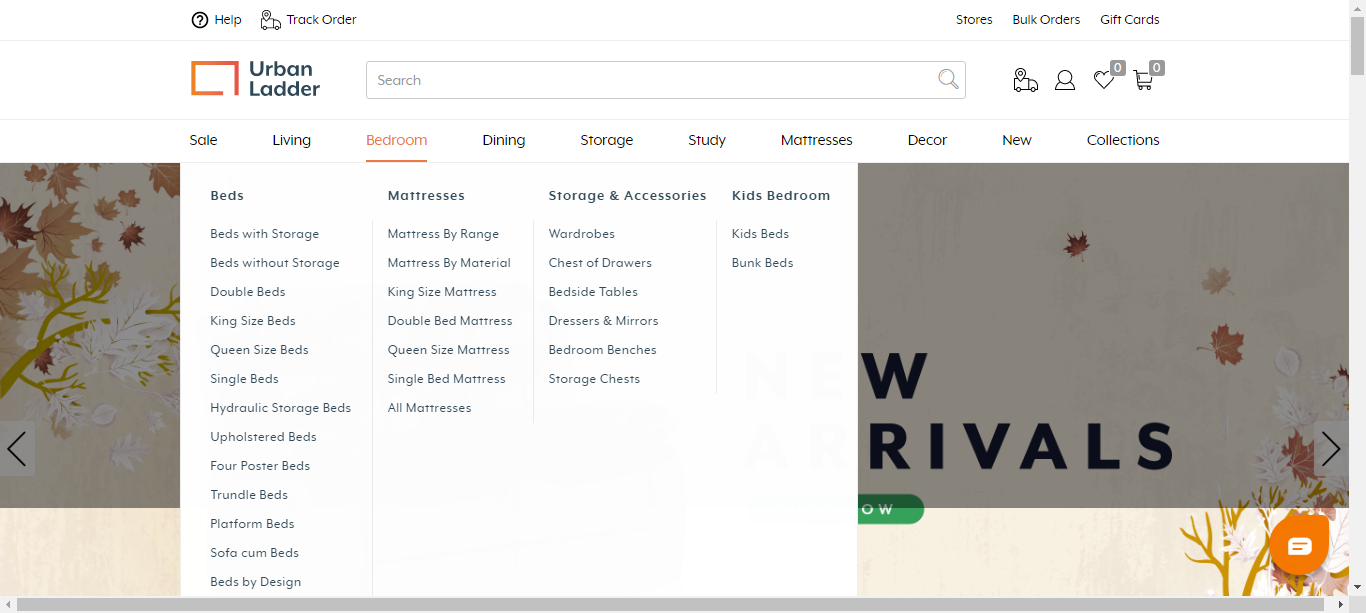 Help
Track Order
Stores
Bulk Orders
Gift Cards
Urban
Ladder
Search
0
0
Sale
Living
Bedroom
Dining
Storage
Study
Mattresses
Decor
New
Collections
Beds
Beds with Storage
Beds without Storage
Double Beds
King Size Beds
Queen Size Beds
Single Beds
Hydraulic Storage Beds
Upholstered Beds
Four Poster Beds
Trundle Beds
Platform Beds
Sofa cum Beds
Beds by Design
Mattresses
Mattress By Range
Mattress By Material
King Size Mattress
Double Bed Mattress
Queen Size Mattress
Single Bed Mattress
All Mattresses
Storage & Accessories
Wardrobes
Chest of Drawers
Bedside Tables
Dressers & Mirrors
Bedroom Benches
Storage Chests
Kids Bedroom
Kids Beds
Bunk Beds
NEW
ARRIVALS
OW